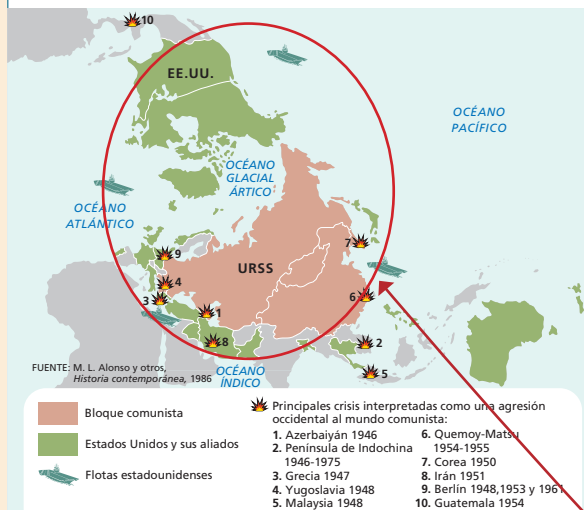 10
EE.UU.
OCÉANO
PACÍFICO
OCÉANO
GLACIAL
ÁRTICO
OCÉANO
ATLÁNTICO
7
9
URSS
4
3
6
1
8
2
5
FUENTE: M. L. Alonso y otros,
Historia contemporánea, 1986
OCÉANO
ÍNDICO
Bloque comunista
Estados Unidos y sus aliados
Flotas estadounidenses
Principales crisis interpretadas como una agresión
occidental al mundo comunista:
1. Azerbaiyán 1946
2. Península de Indochina
1946-1975
3. Grecia 1947
4. Yugoslavia 1948
5. Malaysia 1948
6. Quemoy-Matsu
1954-1955
7. Corea 1950
8. Irán 1951
9. Berlín 1948,1953 y 1961
10. Guatemala 1954